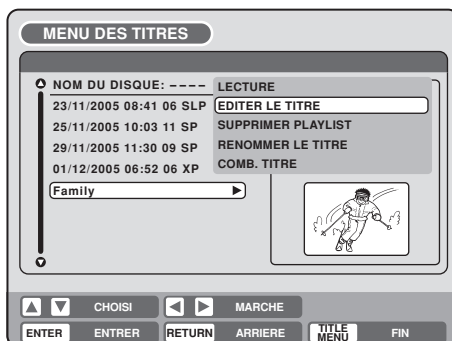 MENU DES TITRES
NOM DU DISQUE: ----
23/11/2005 08:41 06 SLP
25/11/2005 10:03 11 SP
29/11/2005 11:30 09 SP
01/12/2005 06:52 06 XP
Family
LECTURE
EDITER LE TITRE
SUPPRIMER PLAYLIST
RENOMMER LE TITRE
COMB. TITRE
CHOISI MARCHE
ENTER ENTRER RETURN ARRIERE TITLE MENU FIN